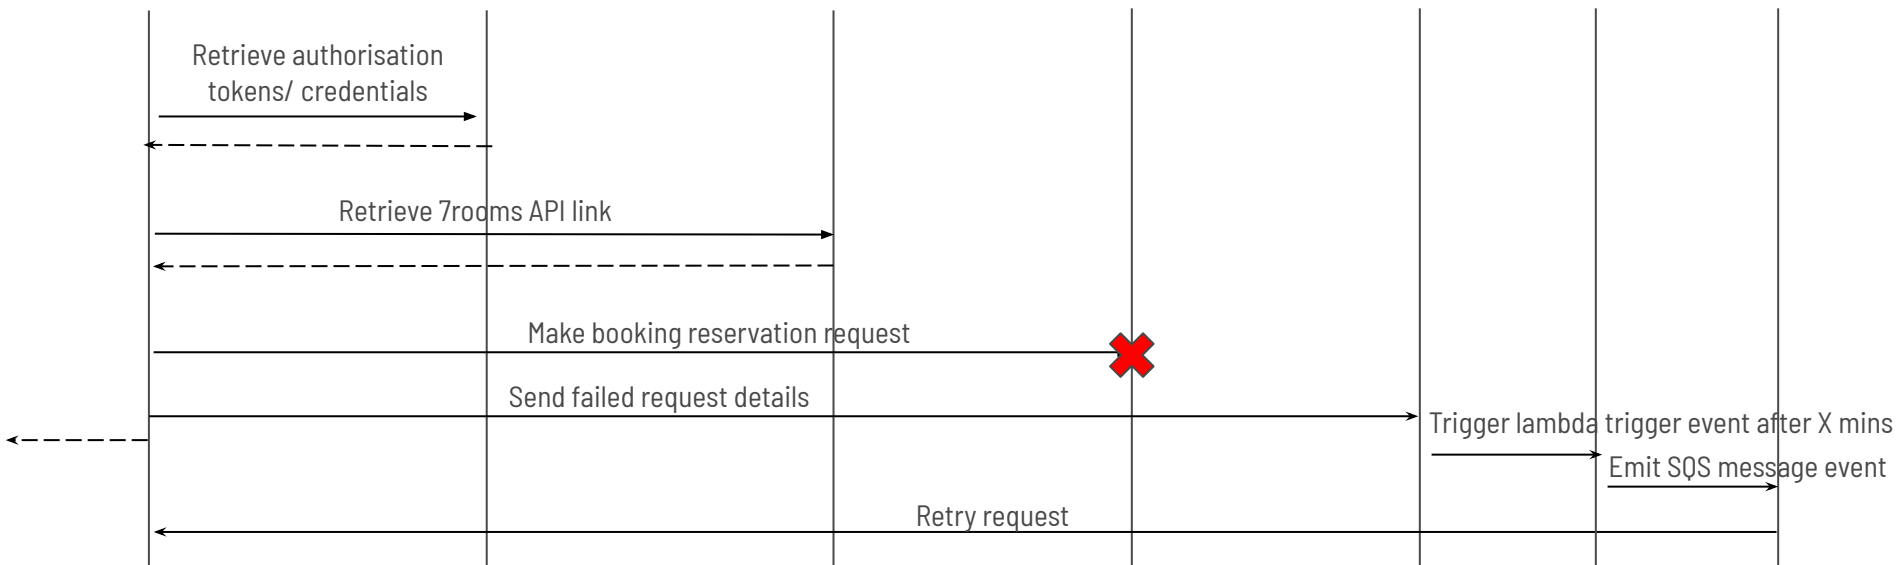 Retrieve authorisation
tokens/ credentials
Retrieve 7rooms API link
Make booking reservation request
Send failed request details
Trigger lambda trigger event after X mins
Emit SQS message event
Retry request